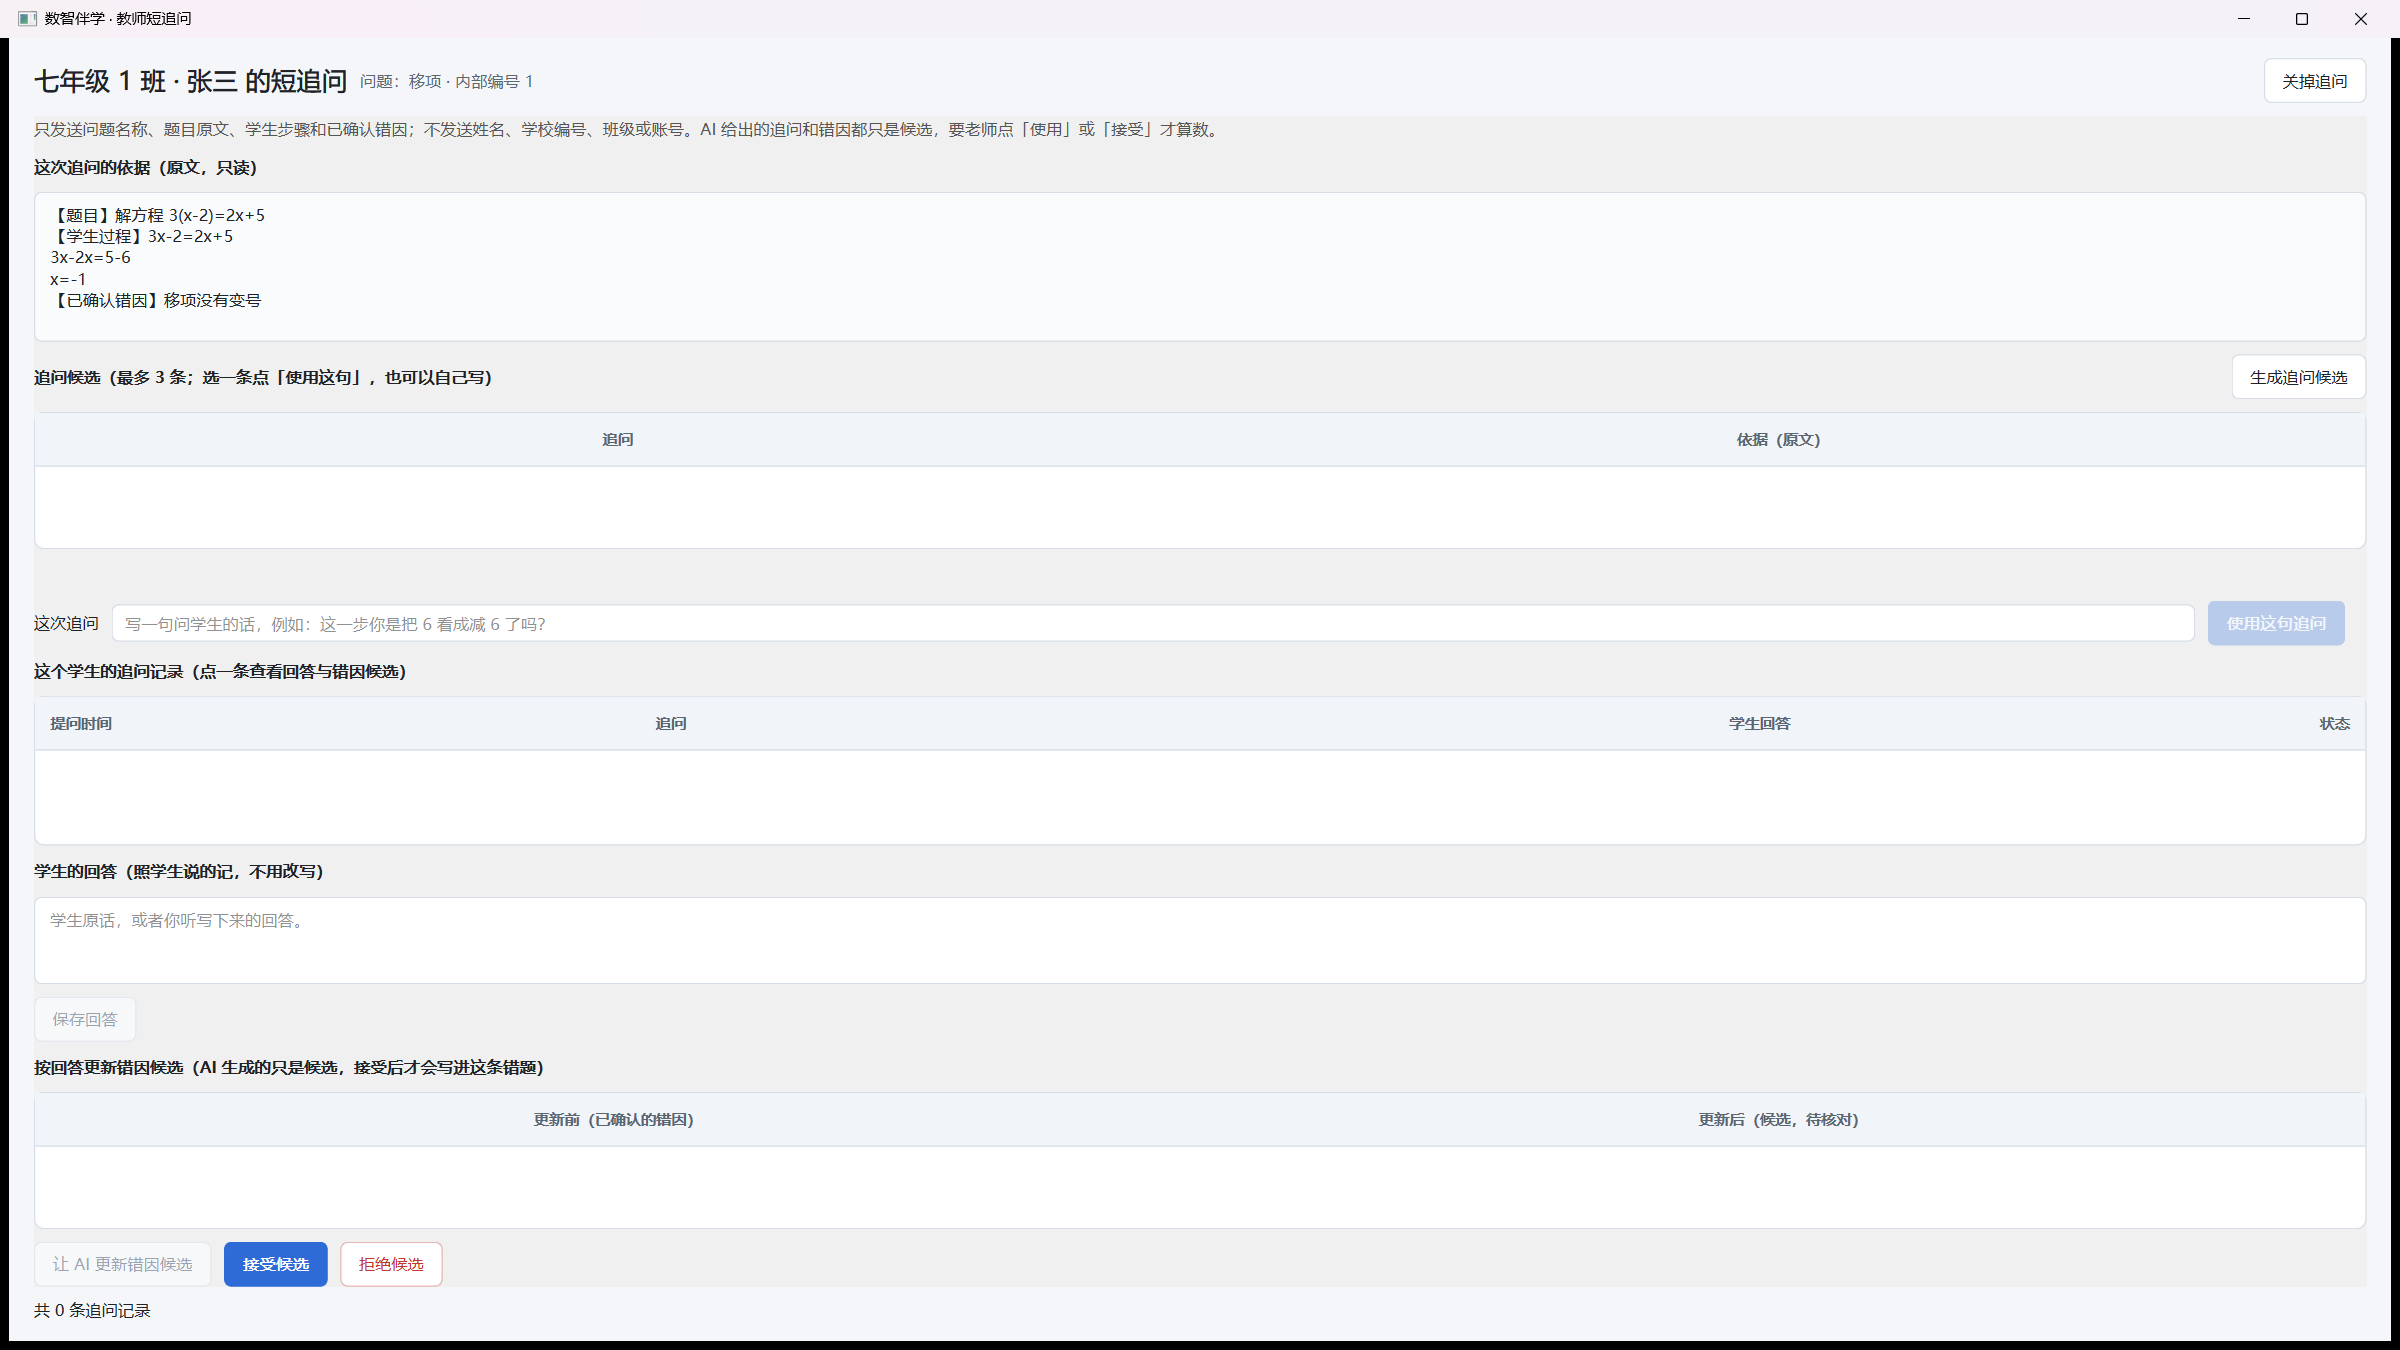 数智伴学 · 教师短追问
七年级 1 班 · 张三 的短追问 问题：移项 · 内部编号 1
关掉追问
只发送问题名称、题目原文、学生步骤和已确认错因；不发送姓名、学校编号、班级或账号。AI 给出的追问和错因都只是候选，要老师点「使用」或「接受」才算数。
这次追问的依据（原文，只读）
【题目】解方程 3(x-2)=2x+5
【学生过程】3x-2=2x+5
3x-2x=5-6
x=-1
【已确认错因】移项没有变号
追问候选（最多 3 条；选一条点「使用这句」，也可以自己写）
生成追问候选
追问 依据（原文）
这次追问 写一句问学生的话，例如：这一步你是把 6 看成减 6 了吗？ 使用这句追问
这个学生的追问记录（点一条查看回答与错因候选）
提问时间 追问 学生回答 状态
学生的回答（照学生说的记，不用改写）
学生原话，或者你听写下来的回答。
保存回答
按回答更新错因候选（AI 生成的只是候选，接受后才会写进这条错题）
更新前（已确认的错因） 更新后（候选，待核对）
让 AI 更新错因候选 接受候选 拒绝候选
共 0 条追问记录